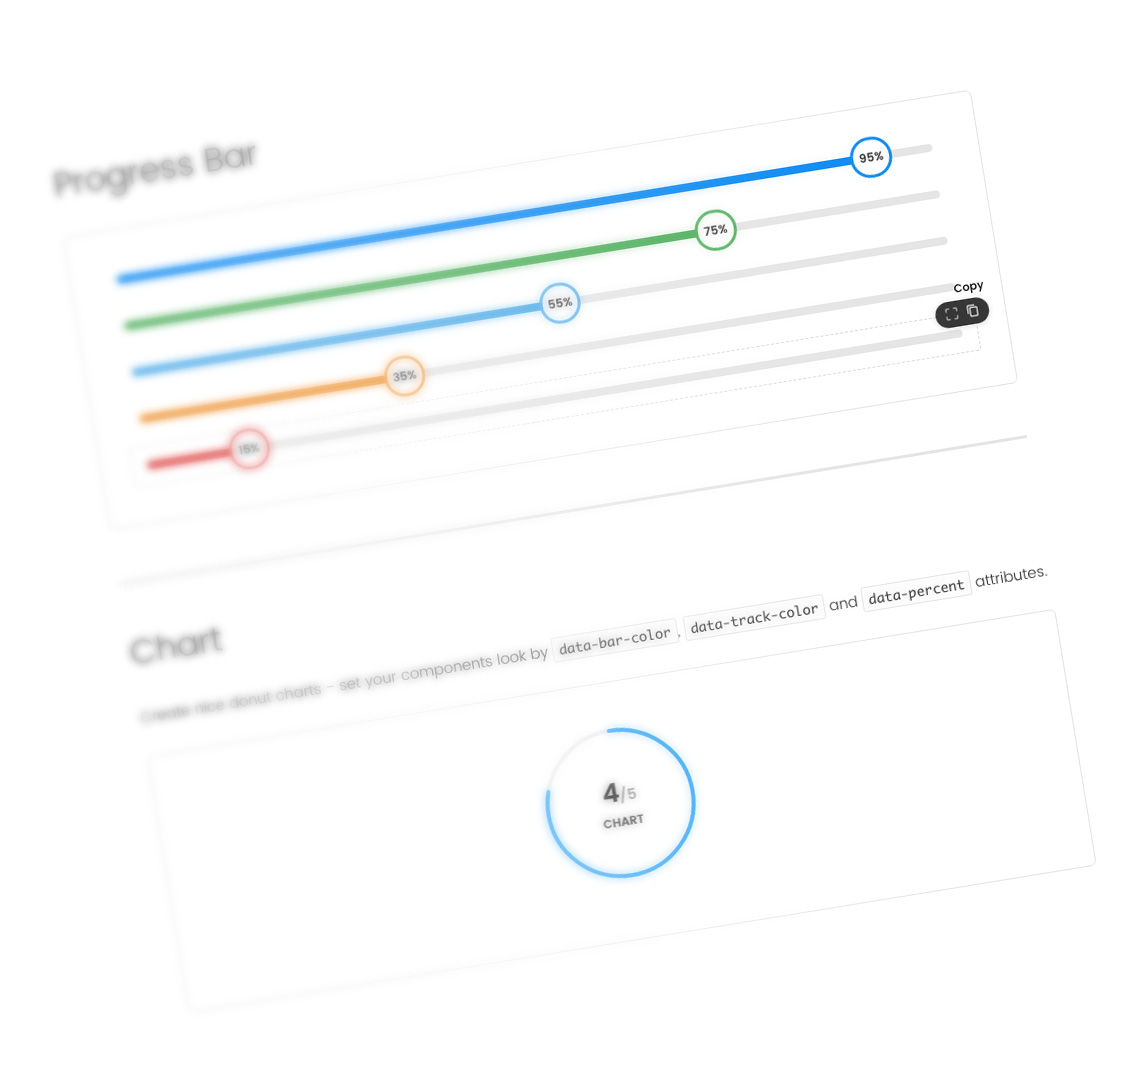 Progress Bar
95%
75%
55%
Copy
35%
15%
Chart
Create nice donut charts - set your components look by data-bar-color, data-track-color and data-percent attributes.
4/5
CHART